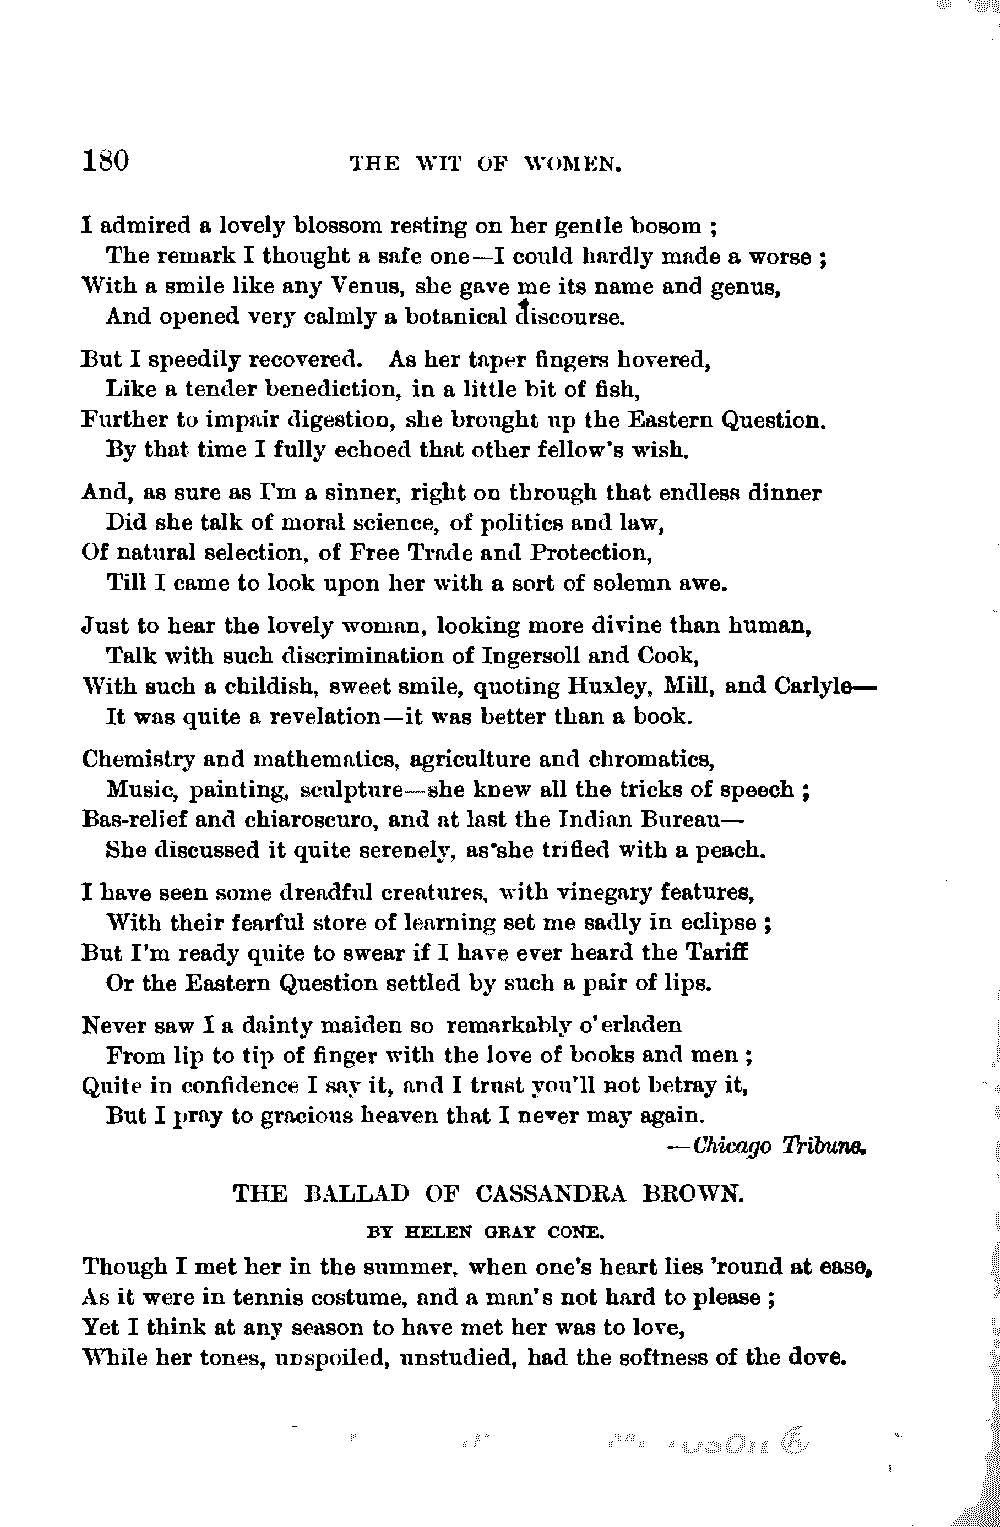 180 THE WIT OF WOMEN.
I admired a lovely blossom resting on her gentle bosom ;
The remark I thought a safe one—I could hardly made a worse ;
With a smile like any Venus, she gave me its name and genus,
And opened very calmly a botanical discourse.
But I speedily recovered. As her taper fingers hovered,
Like a tender benediction, in a little bit of fish,
Further to impair digestion, she brought up the Eastern Question.
By that time I fully echoed that other fellow's wish.
And, as sure as I'm a sinner, right on through that endless dinner
Did she talk of moral science, of politics and law,
Of natural selection, of Free Trade and Protection,
Till I came to look upon her with a sort of solemn awe.
Just to hear the lovely woman, looking more divine than human,
Talk with such discrimination of Ingersoll and Cook,
With such a childish, sweet smile, quoting Huxley, Mill, and Carlyle—
It was quite a revelation—it was better than a book.
Chemistry and mathematics, agriculture and chromatics,
Music, painting, sculpture—she knew all the tricks of speech ;
Bas-relief and chiaroscuro, and at last the Indian Bureau—
She discussed it quite serenely, as she trifled with a peach.
I have seen some dreadful creatures, with vinegary features,
With their fearful store of learning set me sadly in eclipse ;
But I'm ready quite to swear if I have ever heard the Tariff
Or the Eastern Question settled by such a pair of lips.
Never saw I a dainty maiden so remarkably o'erladen
From lip to tip of finger with the love of books and men ;
Quite in confidence I say it, and I trust you'll not betray it,
But I pray to gracious heaven that I never may again.
—Chicago Tribune.
THE BALLAD OF CASSANDRA BROWN.
BY HELEN GRAY CONE.
Though I met her in the summer, when one's heart lies 'round at ease,
As it were in tennis costume, and a man's not hard to please ;
Yet I think at any season to have met her was to love,
While her tones, unspoiled, unstudied, had the softness of the dove.